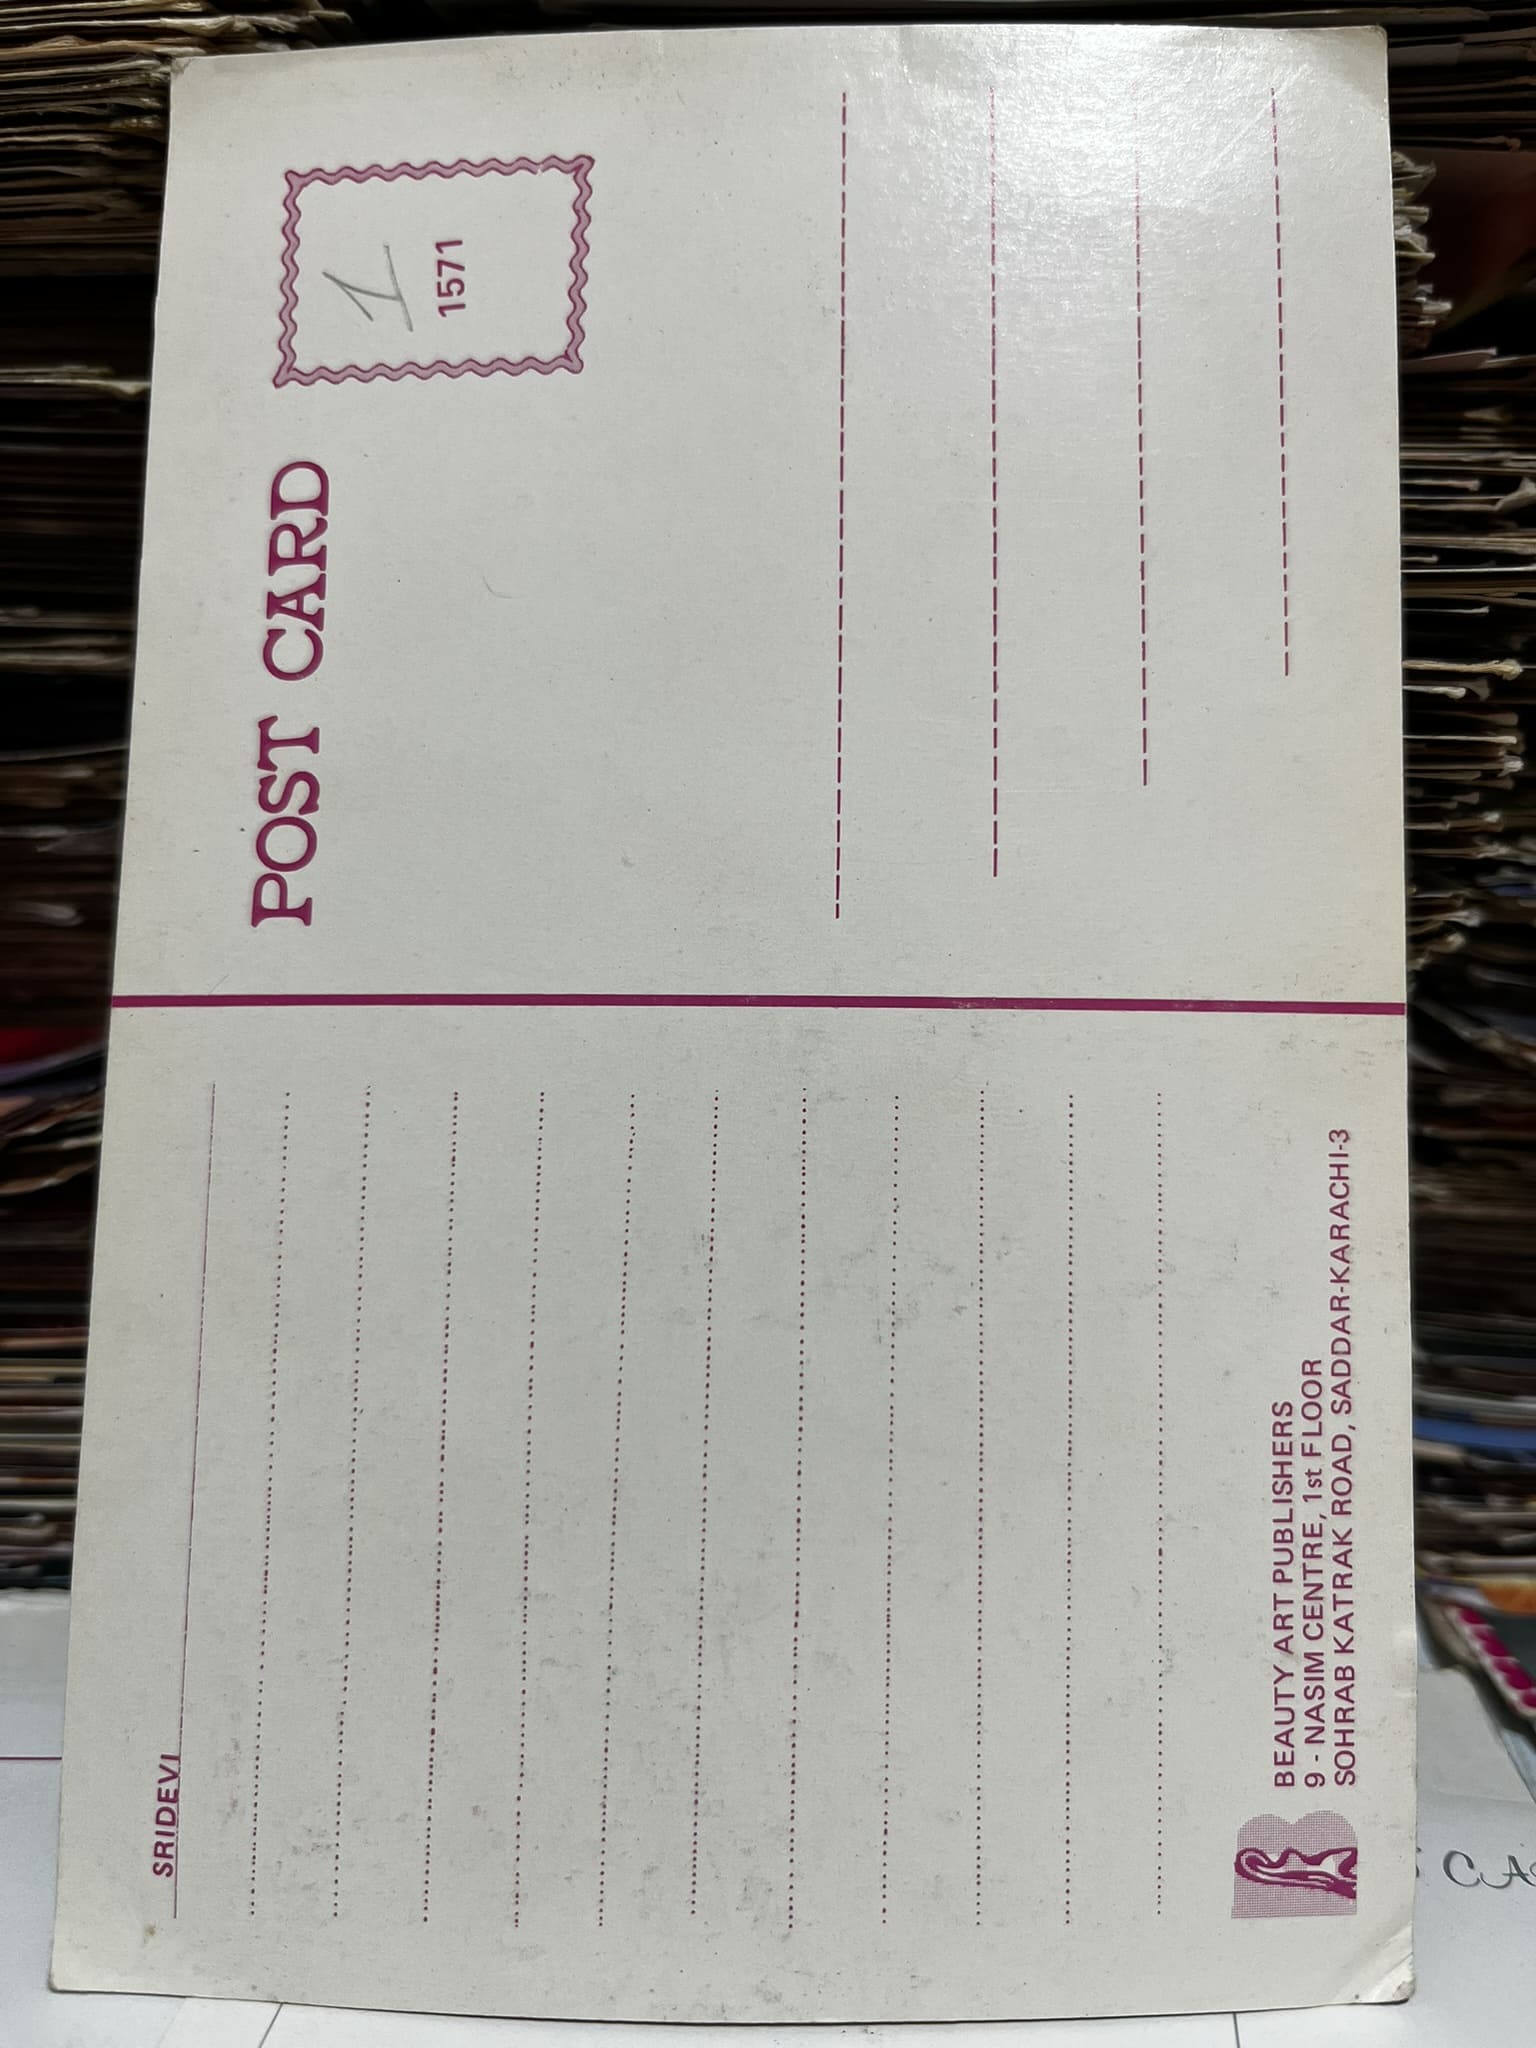 SRIDEVI
BEAUTY ART PUBLISHERS
9 - NASIM CENTRE, 1st FLOOR
SOHRAB KATRAK ROAD, SADDAR-KARACHI-3
POST CARD
1
1571